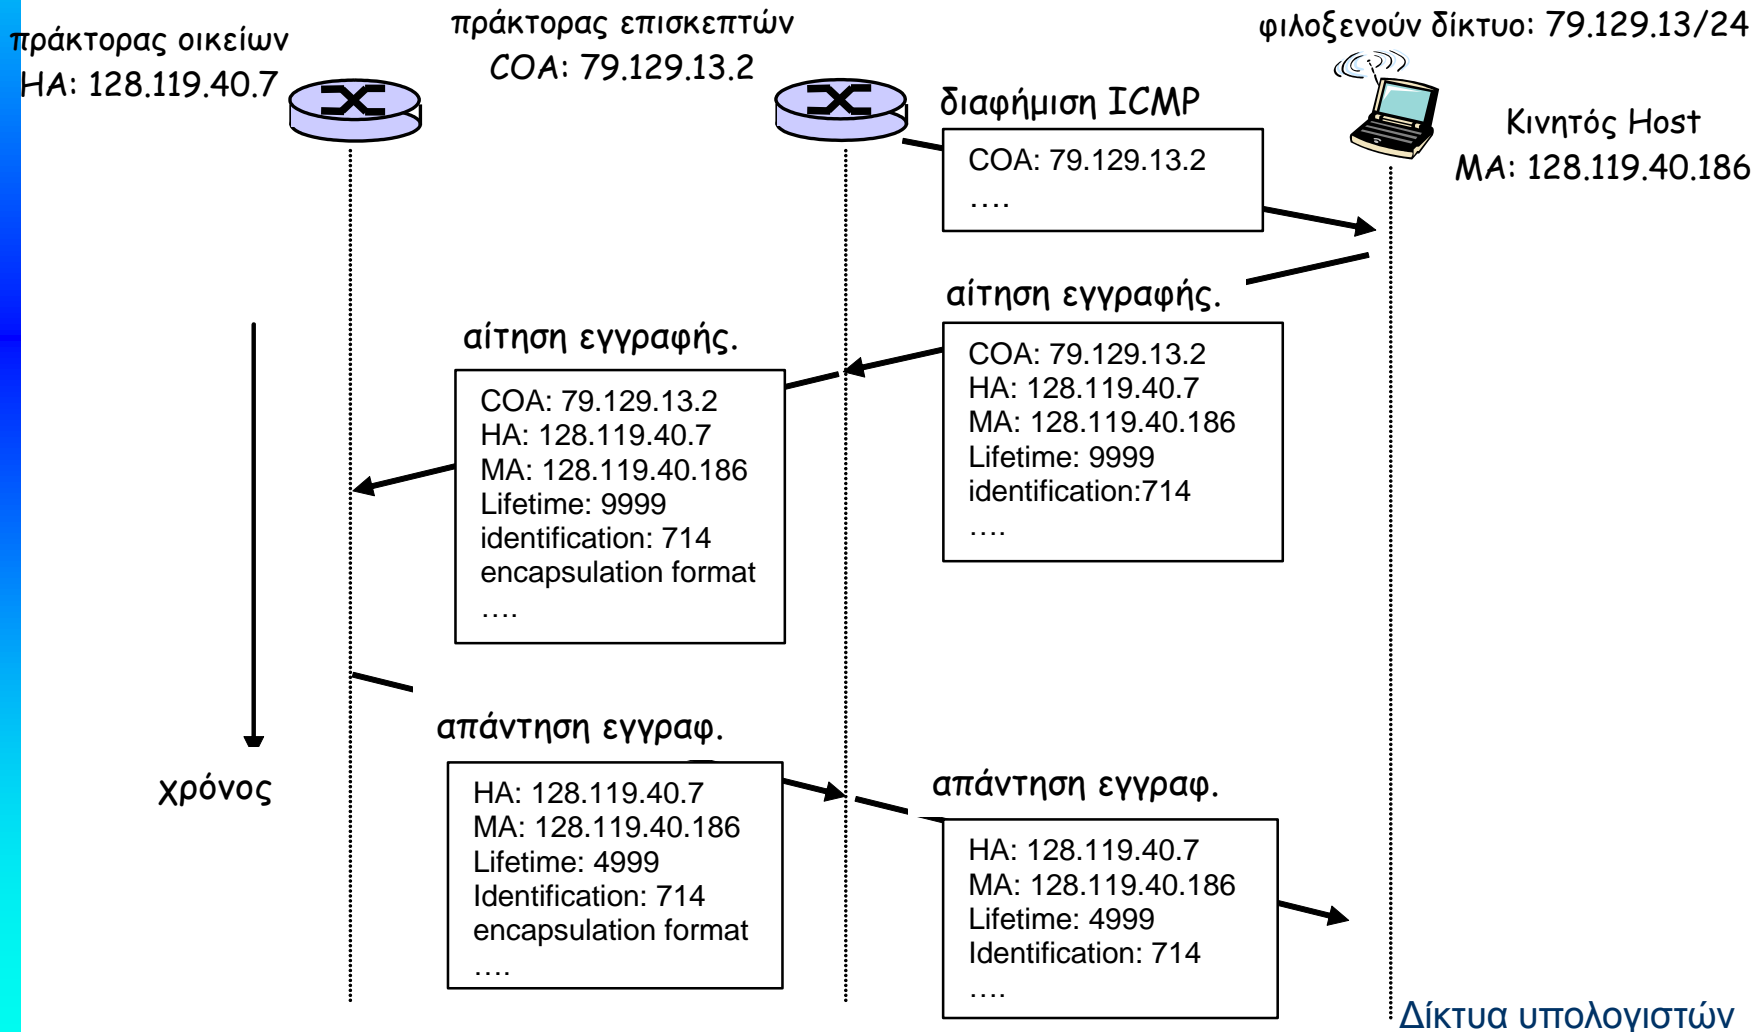 πράκτορας οικείων
HA: 128.119.40.7
πράκτορας επισκεπτών
COA: 79.129.13.2
φιλοξενούν δίκτυο: 79.129.13/24
Κινητός Host
MA: 128.119.40.186
διαφήμιση ICMP
COA: 79.129.13.2
….
αίτηση εγγραφής.
COA: 79.129.13.2
HA: 128.119.40.7
MA: 128.119.40.186
Lifetime: 9999
identification:714
….
αίτηση εγγραφής.
COA: 79.129.13.2
HA: 128.119.40.7
MA: 128.119.40.186
Lifetime: 9999
identification: 714
encapsulation format
….
απάντηση εγγραφ.
HA: 128.119.40.7
MA: 128.119.40.186
Lifetime: 4999
Identification: 714
encapsulation format
….
απάντηση εγγραφ.
HA: 128.119.40.7
MA: 128.119.40.186
Lifetime: 4999
Identification: 714
….
χρόνος
Δίκτυα υπολογιστών